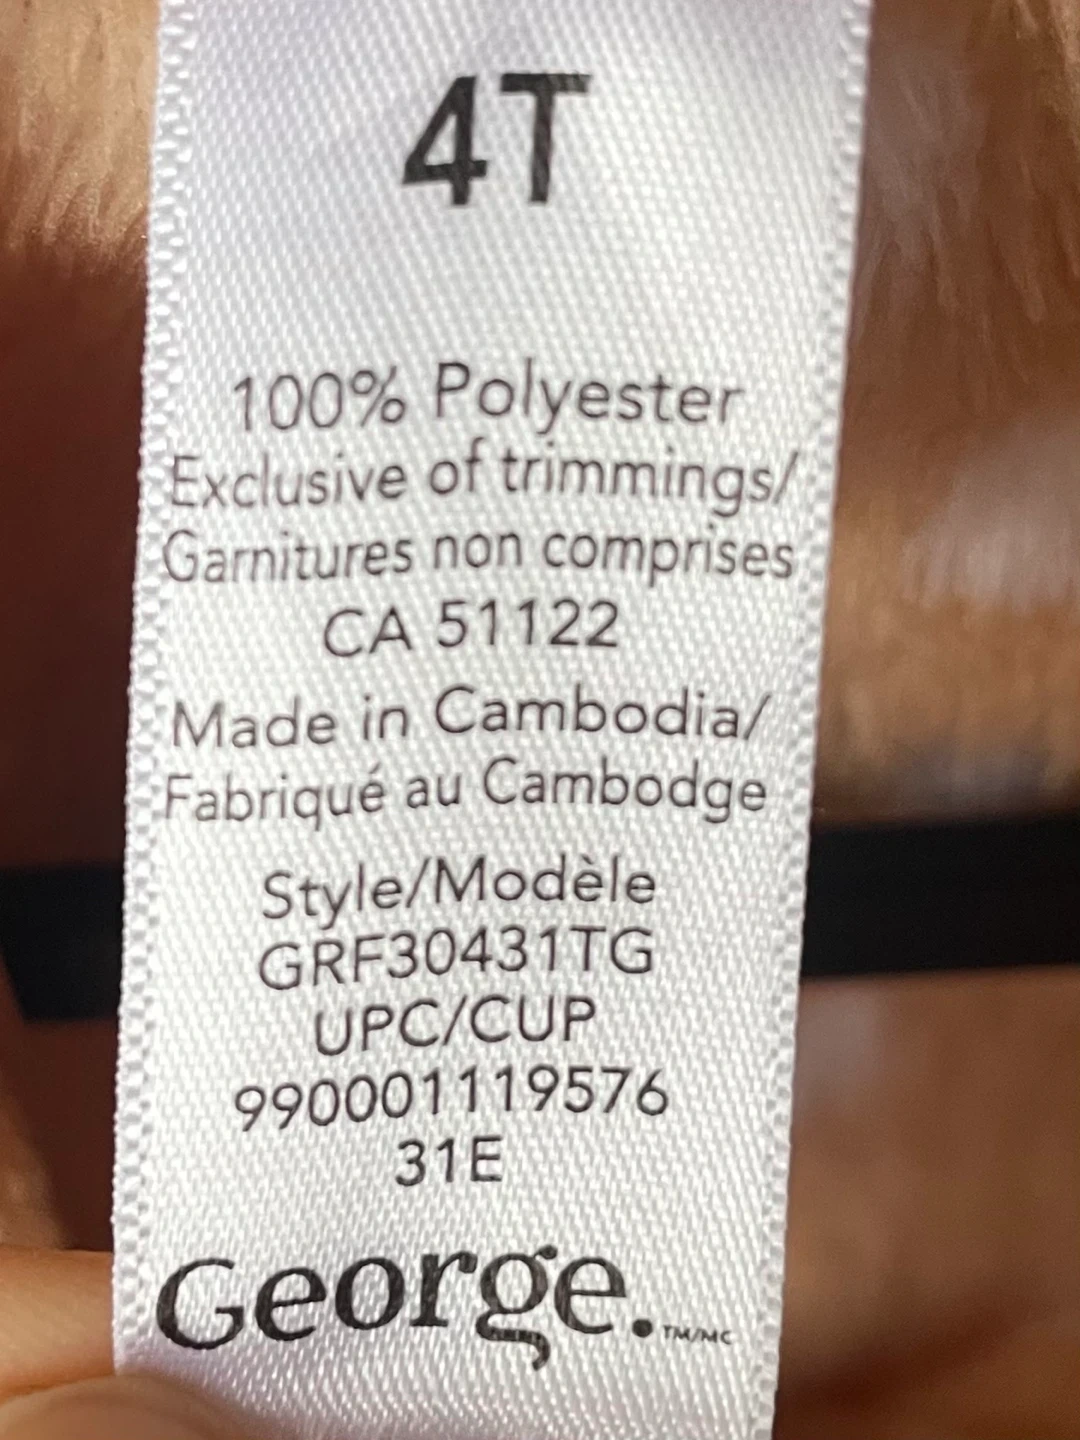 4T
100% Polyester
Exclusive of trimmings/
Garnitures non comprises
CA 51122
Made in Cambodia/
Fabriqué au Cambodge
Style/Modèle
GRF30431TG
UPC/CUP
990001119576
31E
George.TM/MC